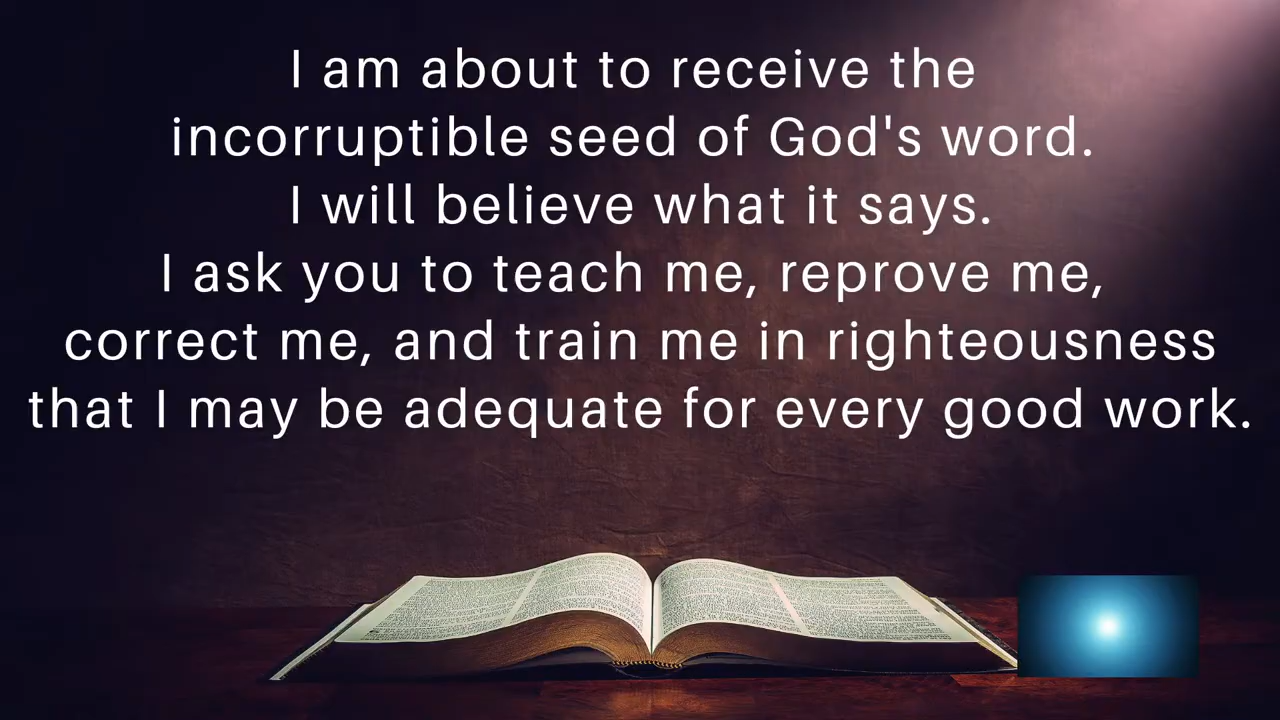 I am about to receive the
incorruptible seed of God's word.
I will believe what it says.
I ask you to teach me, reprove me,
correct me, and train me in righteousness
that I may be adequate for every good work.